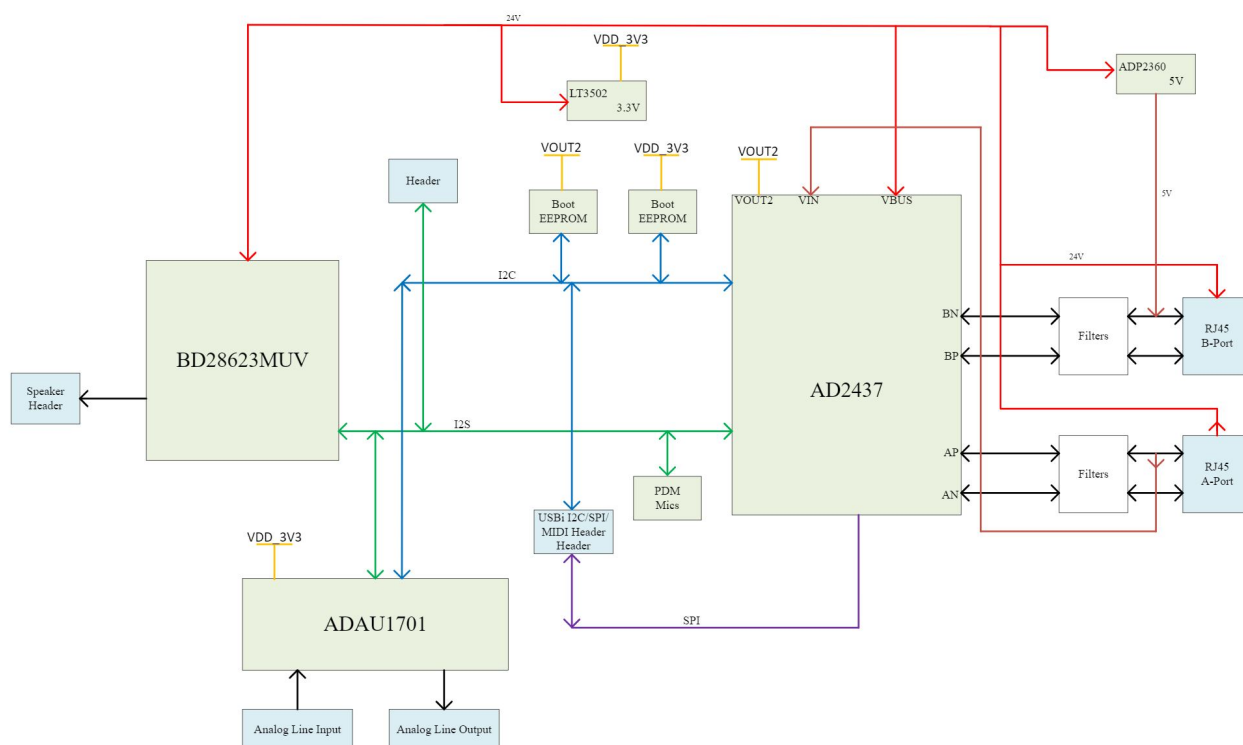 24V
VDD_3V3
LT3502
3.3V
ADP2360
5V
VOUT2
VDD_3V3
VOUT2
Header
Boot
EEPROM
Boot
EEPROM
VOUT2
VIN
VBUS
5V
I2C
24V
BD28623MUV
AD2437
BN
BP
Filters
RJ45
B-Port
Speaker
Header
I2S
AP
AN
Filters
RJ45
A-Port
PDM
Mics
USBi I2C/SPI/
MIDI Header
Header
VDD_3V3
ADAU1701
SPI
Analog Line Input
Analog Line Output